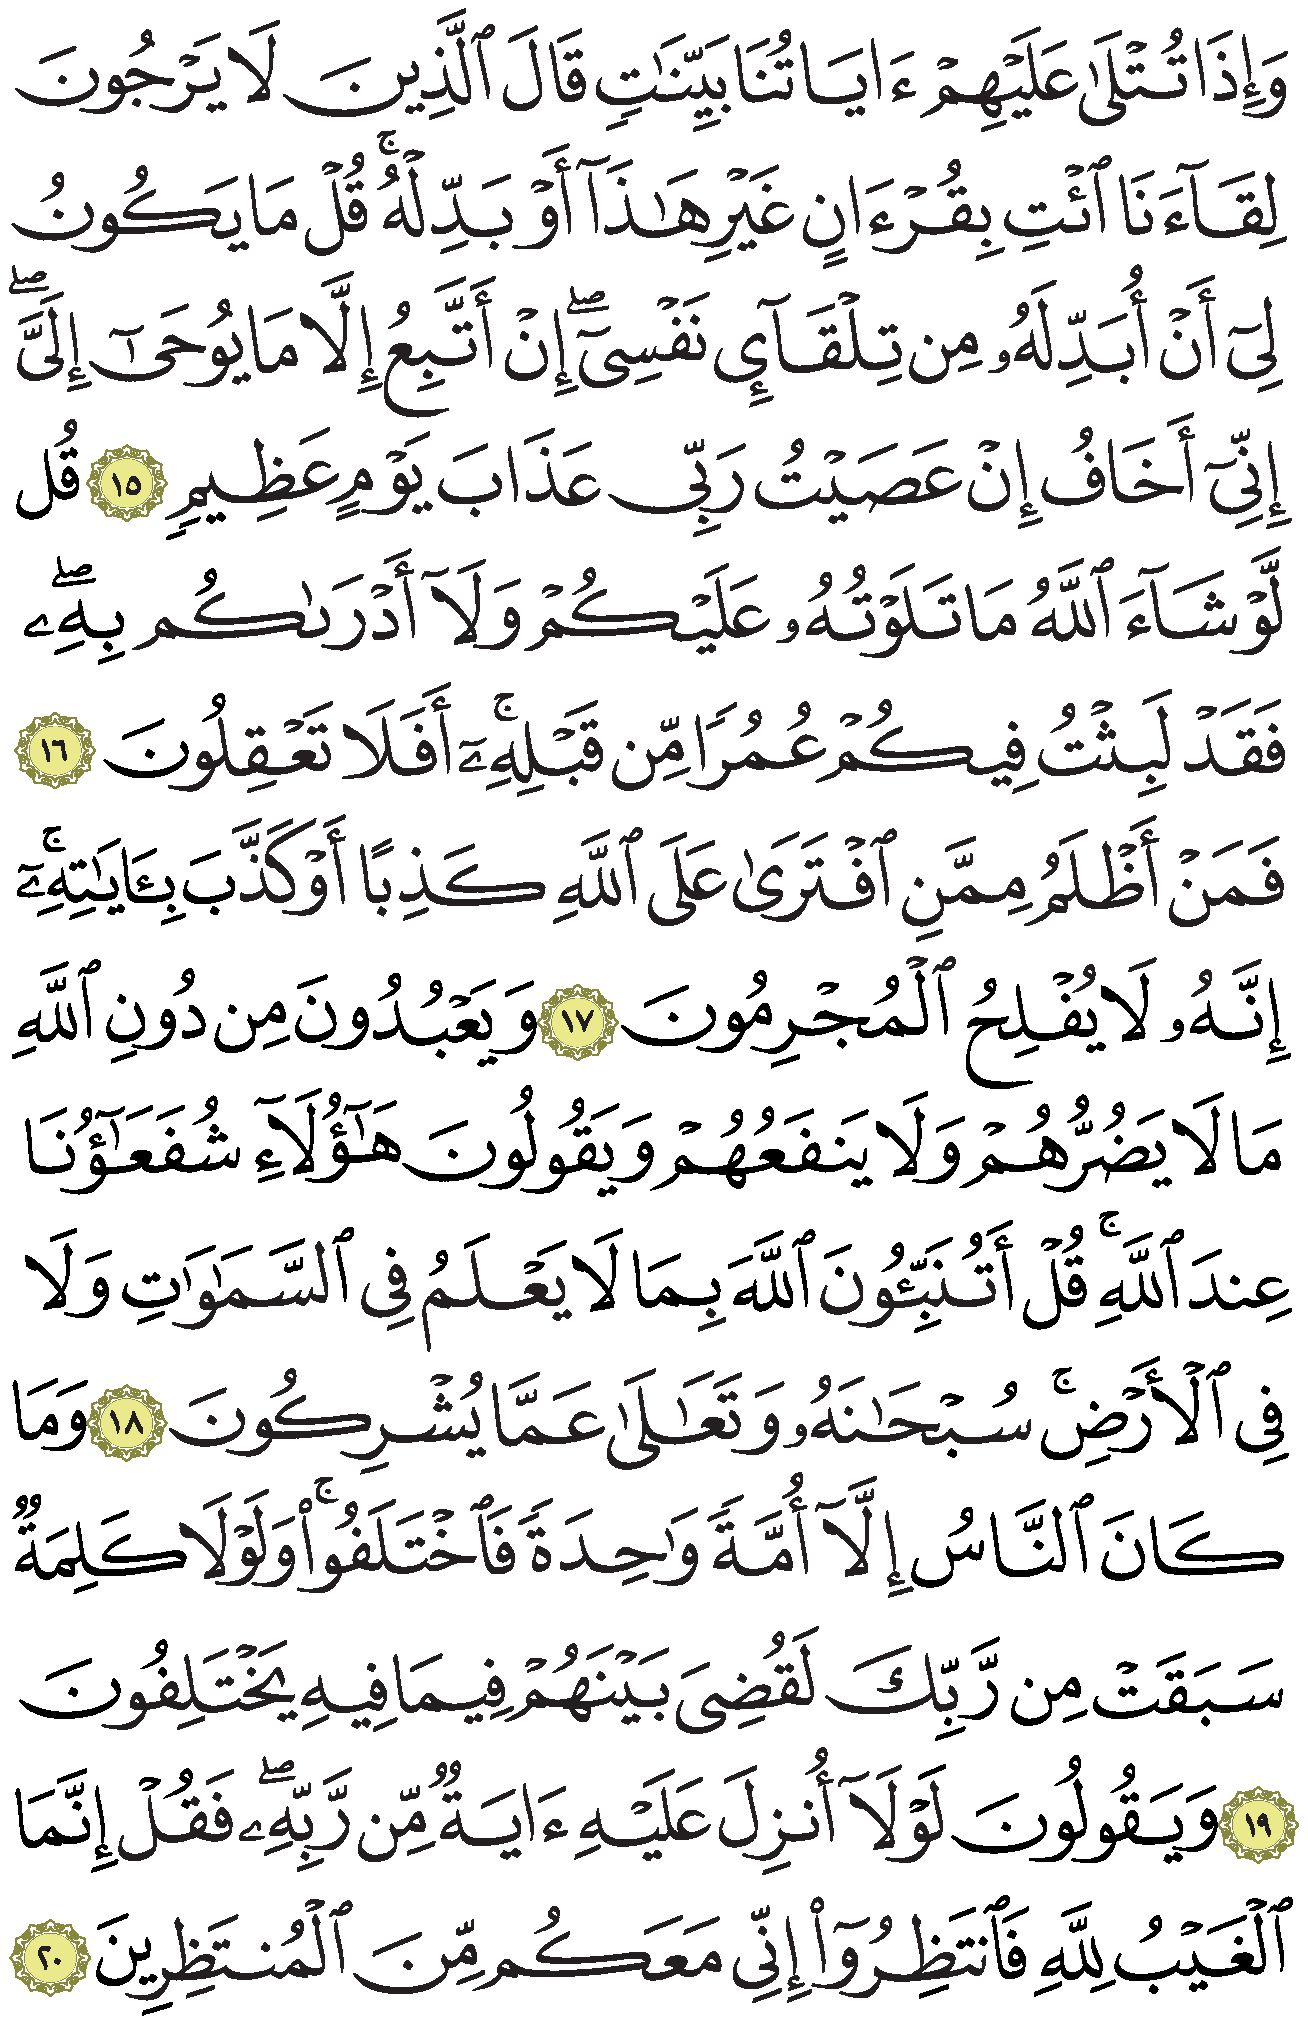 وَإِذَا تُتْلَىٰ عَلَيْهِمْ ءَايَاتُنَا بَيِّنَٰتٍ قَالَ ٱلَّذِينَ لَا يَرْجُونَ
لِقَآءَنَا ٱئْتِ بِقُرْءَانٍ غَيْرِ هَٰذَآ أَوْ بَدِّلْهُ ۚ قُلْ مَا يَكُونُ
لِىٓ أَنْ أُبَدِّلَهُۥ مِن تِلْقَآئِ نَفْسِىٓ ۖ إِنْ أَتَّبِعُ إِلَّا مَا يُوحَىٰٓ إِلَىَّ ۖ
إِنِّىٓ أَخَافُ إِنْ عَصَيْتُ رَبِّى عَذَابَ يَوْمٍ عَظِيمٍ ١٥ قُل
لَّوْ شَآءَ ٱللَّهُ مَا تَلَوْتُهُۥ عَلَيْكُمْ وَلَآ أَدْرَىٰكُم بِهِۦ ۖ
فَقَدْ لَبِثْتُ فِيكُمْ عُمُرًا مِّن قَبْلِهِۦٓ ۚ أَفَلَا تَعْقِلُونَ ١٦
فَمَنْ أَظْلَمُ مِمَّنِ ٱفْتَرَىٰ عَلَى ٱللَّهِ كَذِبًا أَوْ كَذَّبَ بِـَٔايَٰتِهِۦٓ ۚ
إِنَّهُۥ لَا يُفْلِحُ ٱلْمُجْرِمُونَ ١٧ وَيَعْبُدُونَ مِن دُونِ ٱللَّهِ
مَا لَا يَضُرُّهُمْ وَلَا يَنفَعُهُمْ وَيَقُولُونَ هَٰٓؤُلَآءِ شُفَعَٰٓؤُنَا
عِندَ ٱللَّهِ ۚ قُلْ أَتُنَبِّـُٔونَ ٱللَّهَ بِمَا لَا يَعْلَمُ فِى ٱلسَّمَٰوَٰتِ وَلَا
فِى ٱلْأَرْضِ ۚ سُبْحَٰنَهُۥ وَتَعَٰلَىٰ عَمَّا يُشْرِكُونَ ١٨ وَمَا
كَانَ ٱلنَّاسُ إِلَّآ أُمَّةً وَٰحِدَةً فَٱخْتَلَفُوا۟ ۚ وَلَوْلَا كَلِمَةٌ
سَبَقَتْ مِن رَّبِّكَ لَقُضِىَ بَيْنَهُمْ فِيمَا فِيهِ يَخْتَلِفُونَ
١٩ وَيَقُولُونَ لَوْلَآ أُنزِلَ عَلَيْهِ ءَايَةٌ مِّن رَّبِّهِۦ ۖ فَقُلْ إِنَّمَا
ٱلْغَيْبُ لِلَّهِ فَٱنتَظِرُوٓا۟ إِنِّى مَعَكُم مِّنَ ٱلْمُنتَظِرِينَ ٢٠